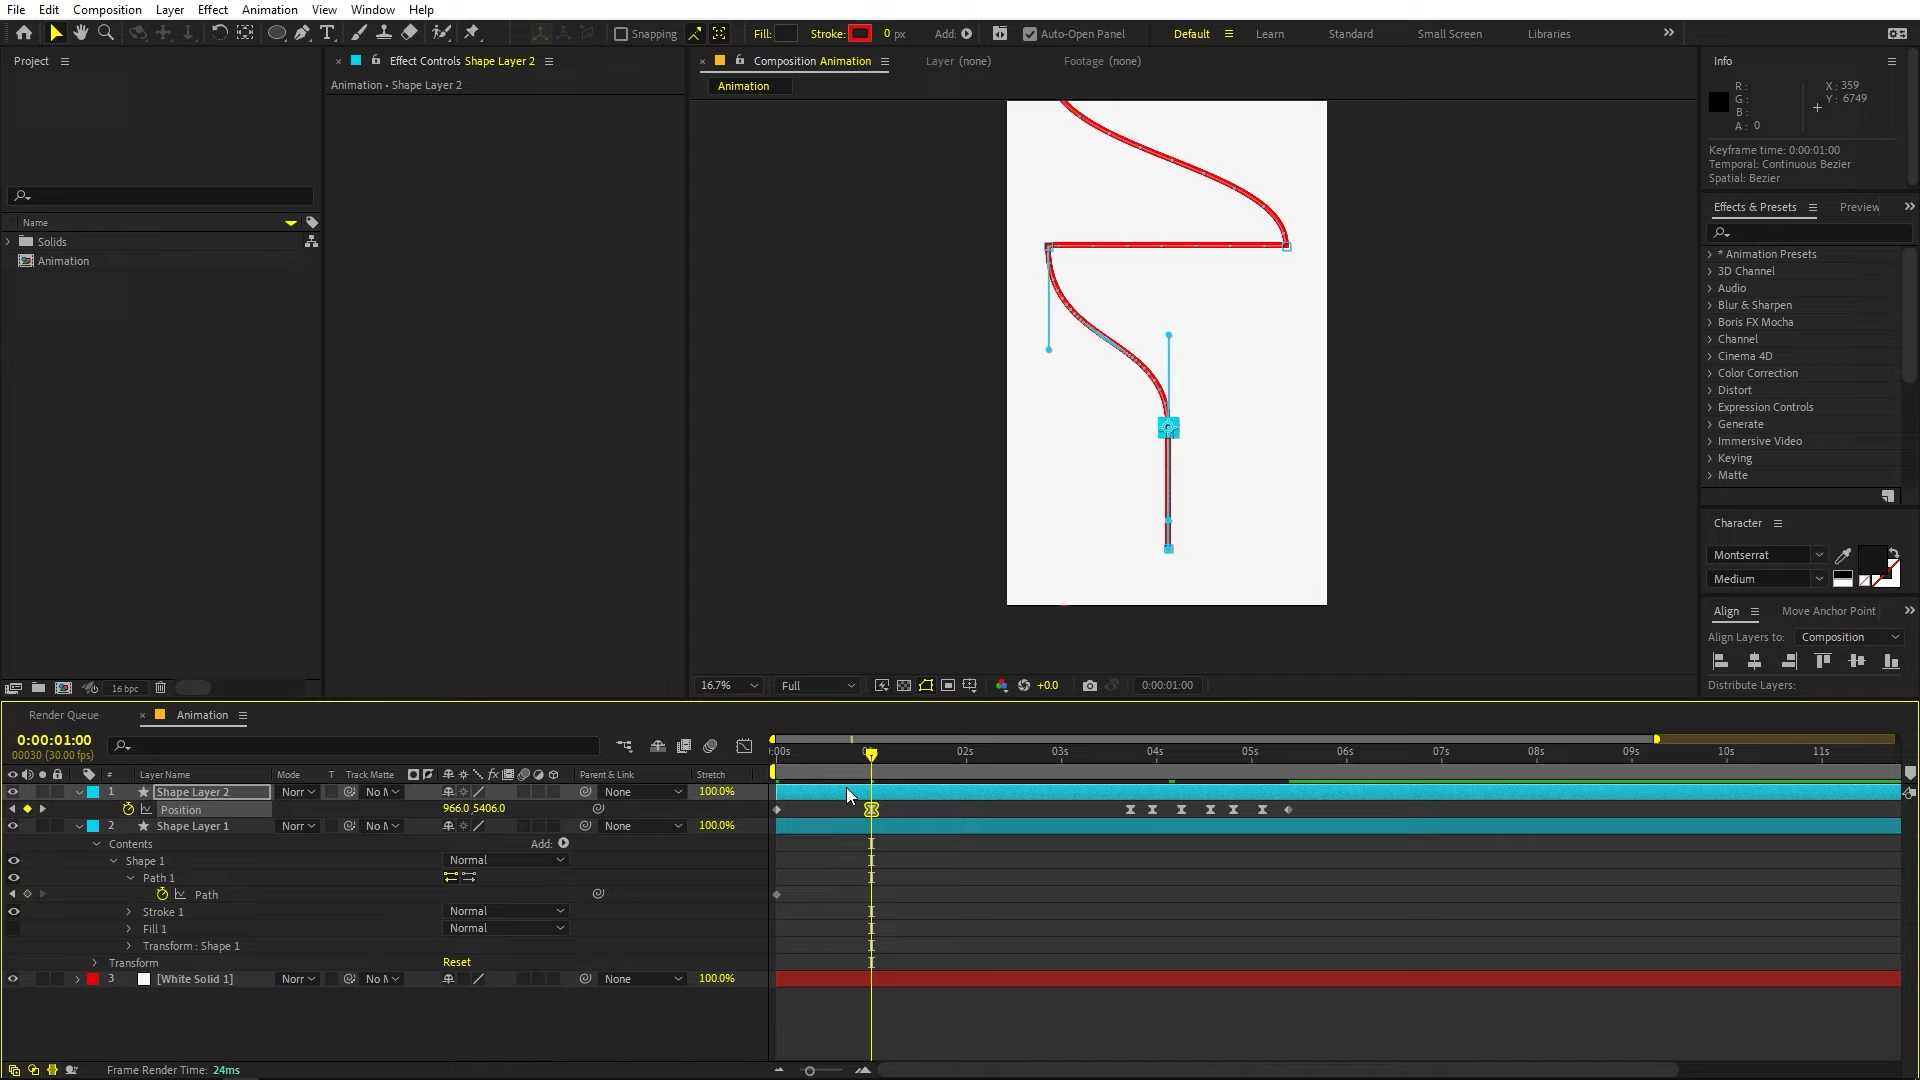 File Edit Composition Layer Effect Animation View Window Help
Snapping Fill: Stroke: 0 px Add: Auto-Open Panel Default Learn Standard Small Screen Libraries
Project Effect Controls Shape Layer 2 Composition Animation Layer (none) Footage (none) Info
Animation • Shape Layer 2 Animation
R: X: 359
G: Y: 6749
B:
A: 0
Keyframe time: 0:00:01:00
Temporal: Continuous Bezier
Spatial: Bezier
Effects & Presets Preview
Name
Solids
Animation
* Animation Presets
3D Channel
Audio
Blur & Sharpen
Boris FX Mocha
Channel
Cinema 4D
Color Correction
Distort
Expression Controls
Generate
Immersive Video
Keying
Matte
Character
Montserrat
Medium
Align Move Anchor Point
Align Layers to: Composition
Distribute Layers:
16 bpc 16.7% Full +0.0 0:00:01:00
Render Queue Animation
0:00:01:00
00030 (30.00 fps)
:00s 02s 03s 04s 05s 06s 07s 08s 09s 10s 11s
# Layer Name Mode T Track Matte fx Parent & Link Stretch
1 Shape Layer 2 Norr No M None 100.0%
Position 966.0,5406.0
2 Shape Layer 1 Norr No M None 100.0%
Contents Add:
Shape 1 Normal
Path 1
Path
Stroke 1 Normal
Fill 1 Normal
Transform : Shape 1
Transform Reset
3 [White Solid 1] Norr No M None 100.0%
Frame Render Time: 24ms